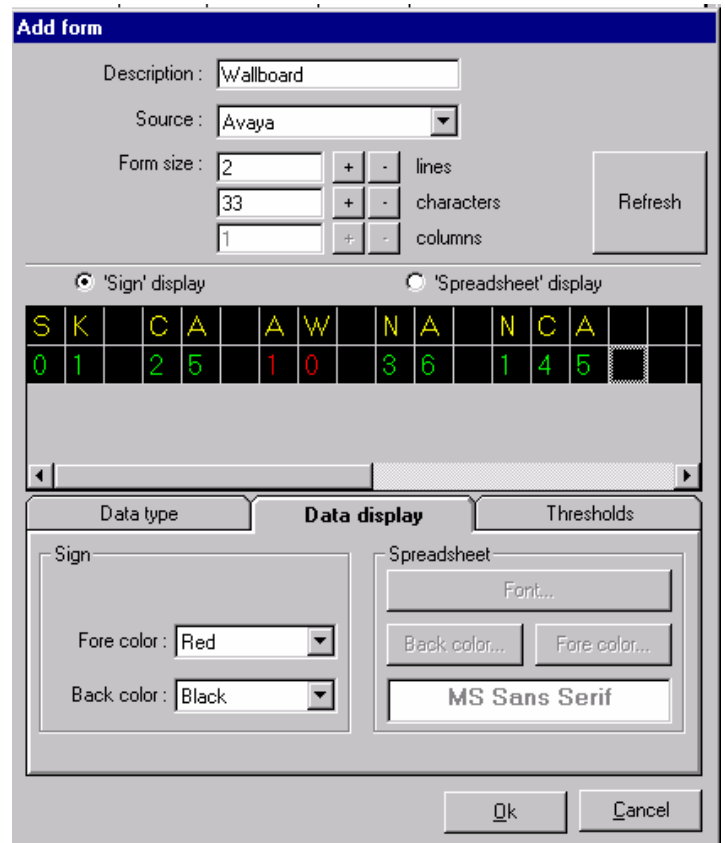 Add form
Description : Wallboard
Source : Avaya
Form size : 2 + - lines
33 + - characters
1 + - columns
Refresh
'Sign' display 'Spreadsheet' display
S K C A A W N A N C A
0 1 2 5 1 0 3 6 1 4 5
Data type Data display Thresholds
Sign Spreadsheet
Font...
Fore color : Red Back color... Fore color...
Back color : Black MS Sans Serif
Ok Cancel